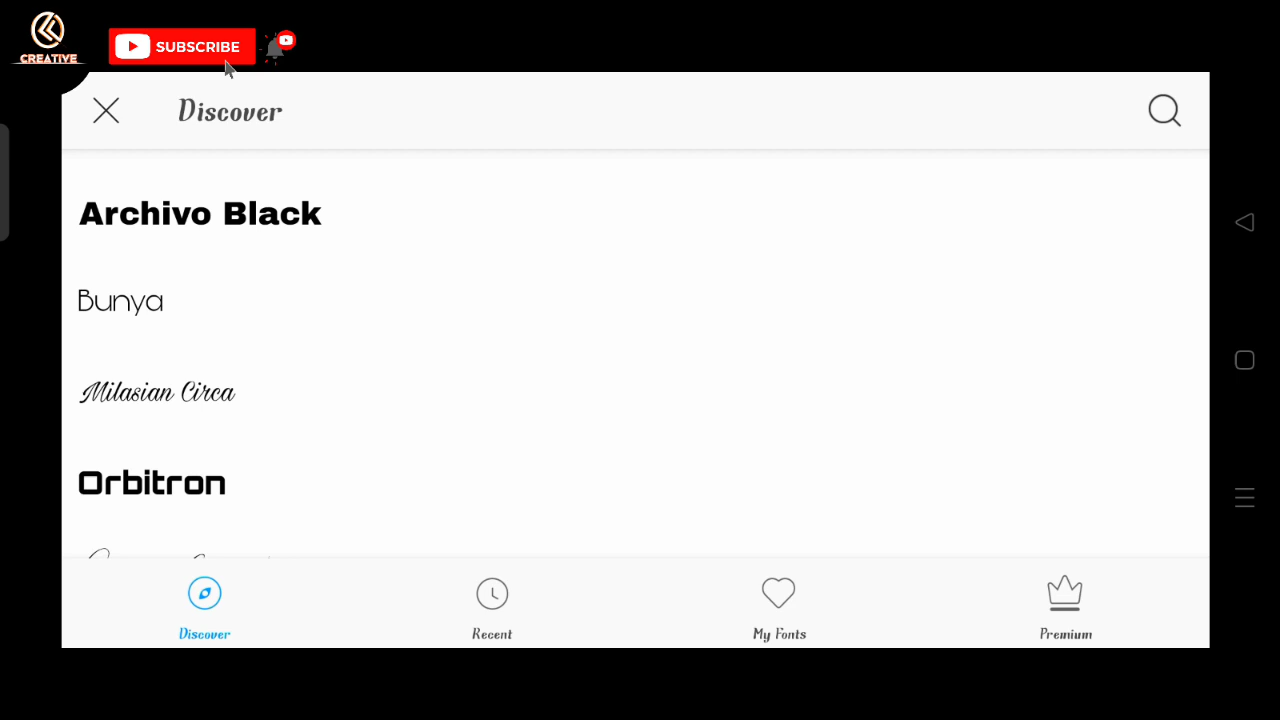 CREATIVE
SUBSCRIBE
Discover
Archivo Black
Bunya
Milasian Circa
Orbitron
Discover
Recent
My Fonts
Premium